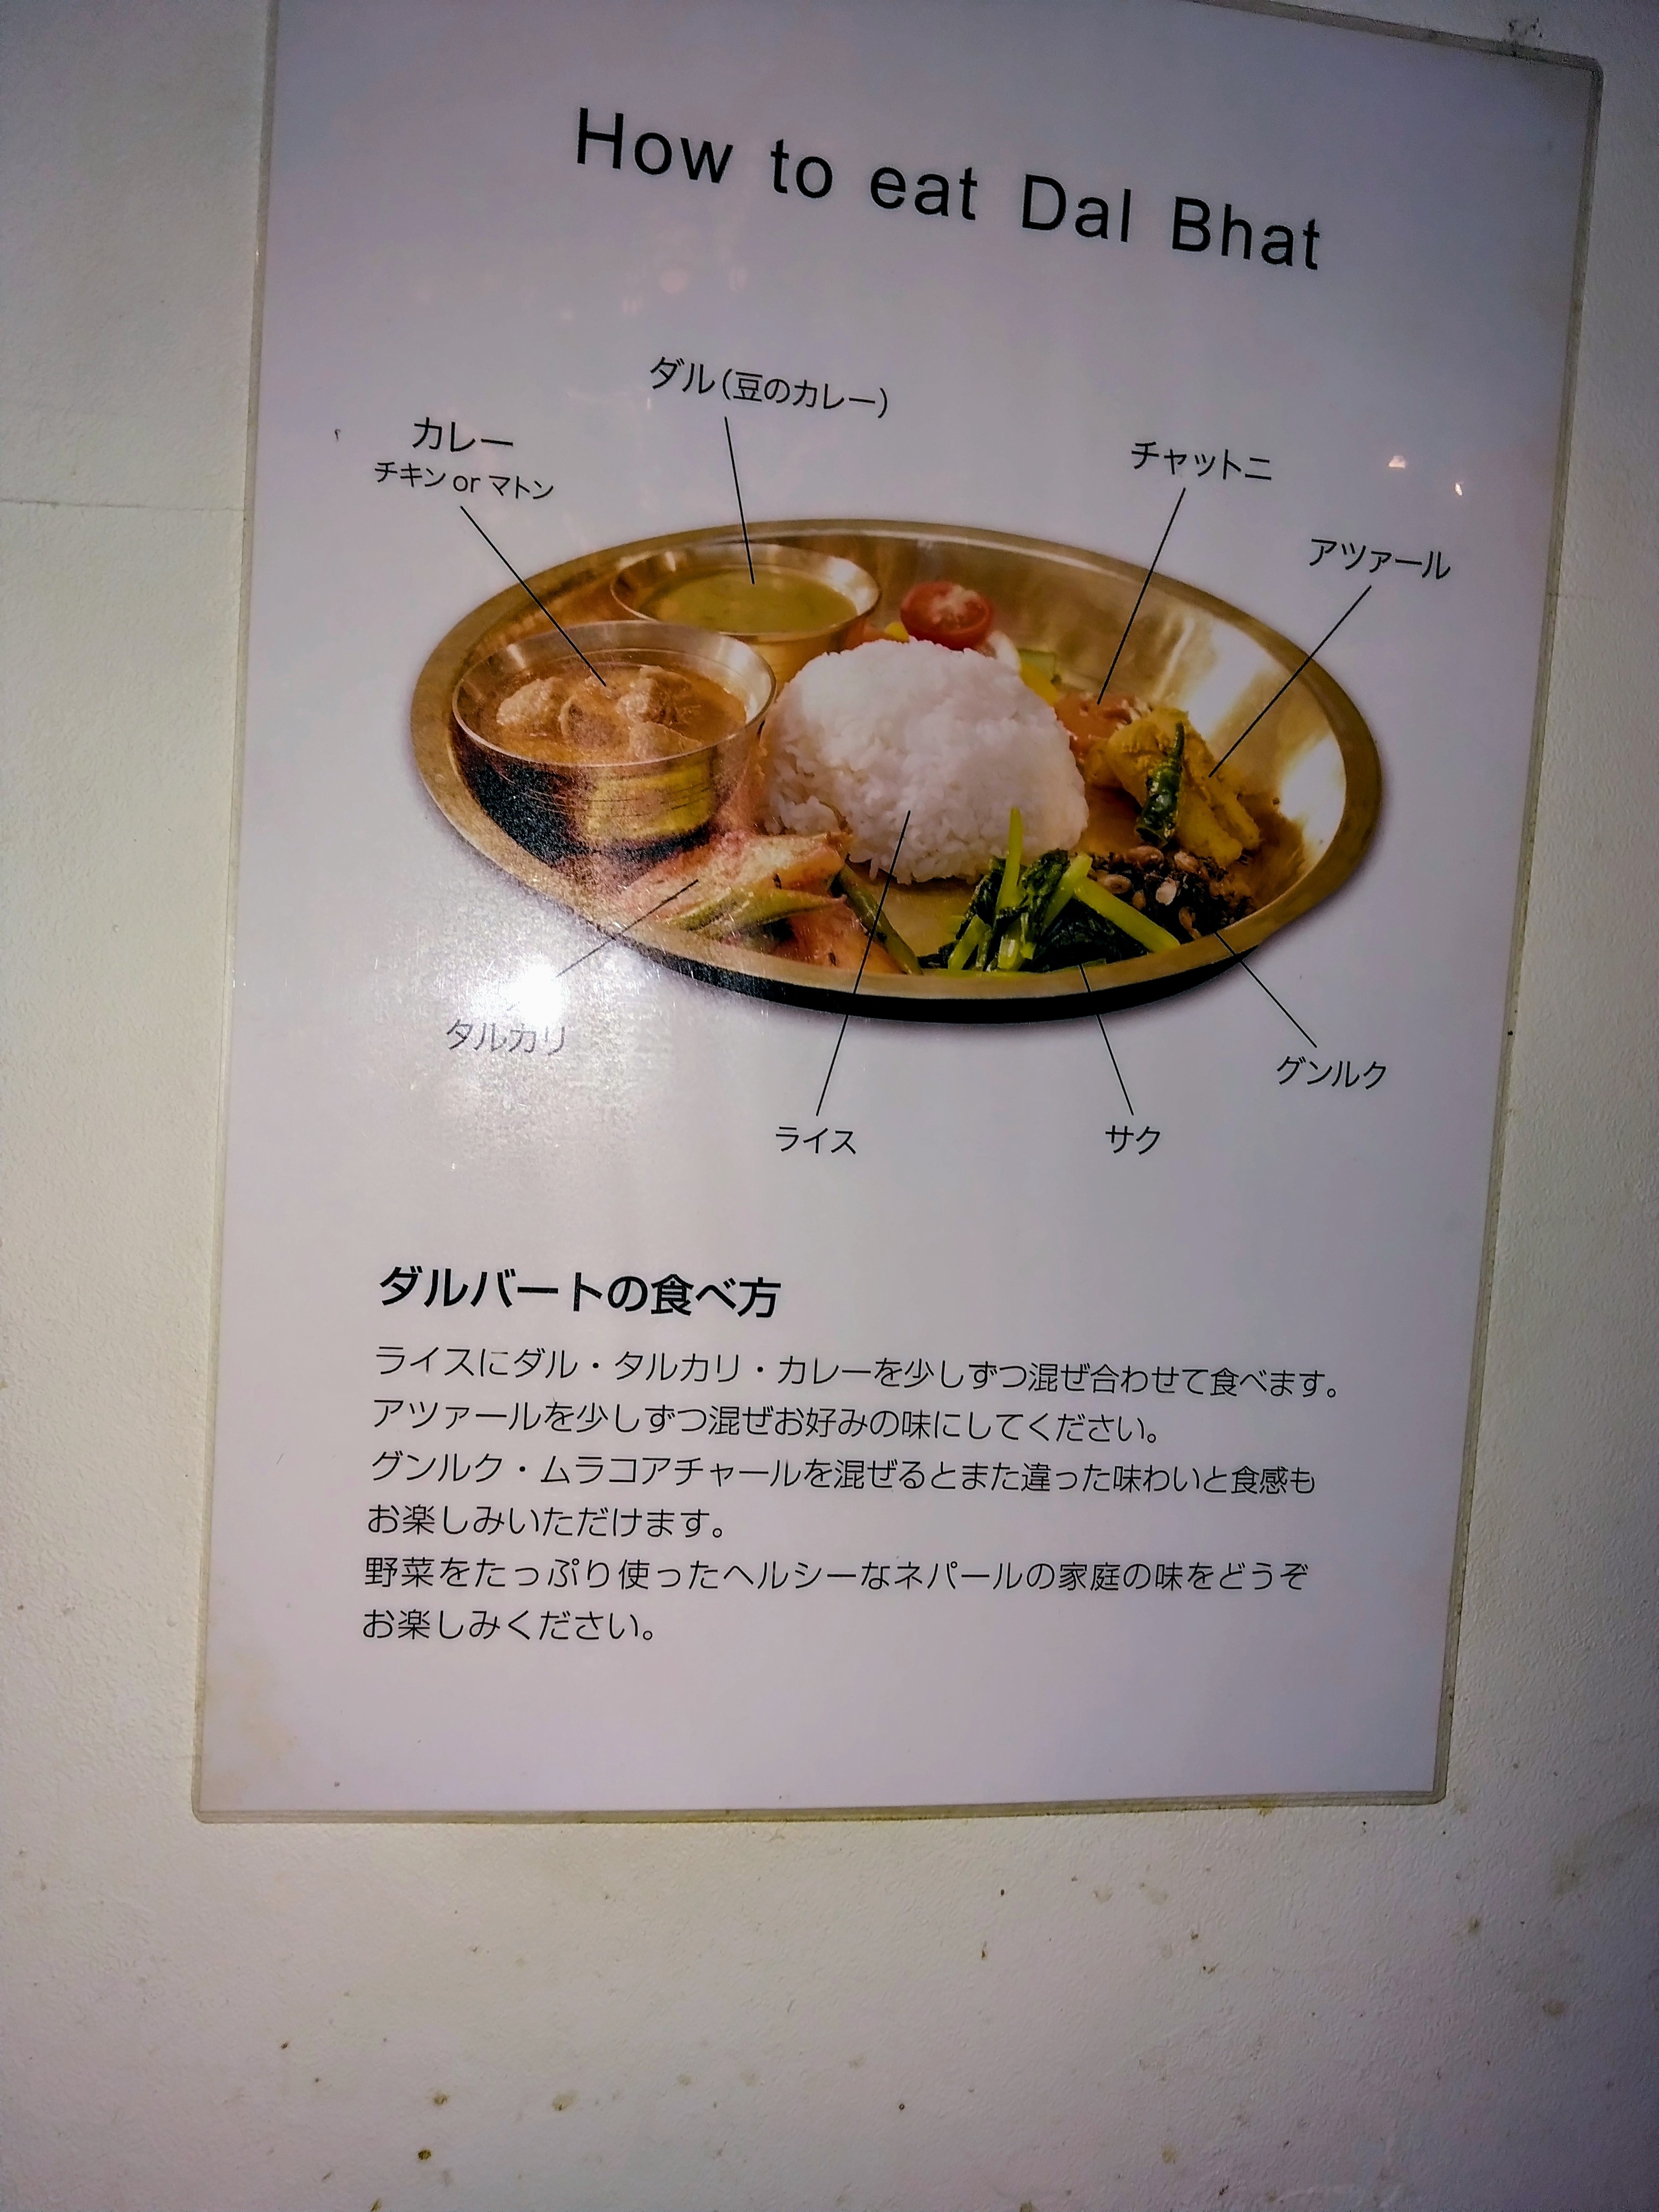 How to eat Dal Bhat
ダル（豆のカレー）
カレー
チキン or マトン
チャットニ
アツァール
タルカリ
グンルク
ライス
サク
ダルバートの食べ方
ライスにダル・タルカリ・カレーを少しずつ混ぜ合わせて食べます。
アツァールを少しずつ混ぜお好みの味にしてください。
グンルク・ムラコアチャールを混ぜるとまた違った味わいと食感も
お楽しみいただけます。
野菜をたっぷり使ったヘルシーなネパールの家庭の味をどうぞ
お楽しみください。